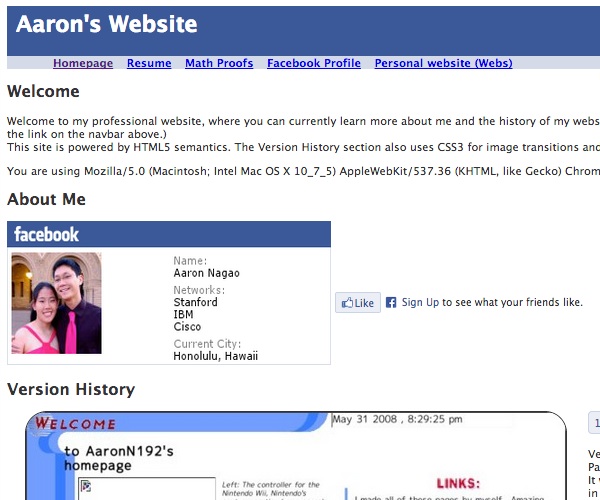 Aaron's Website
Homepage Resume Math Proofs Facebook Profile Personal website (Webs)
Welcome
Welcome to my professional website, where you can currently learn more about me and the history of my webs
the link on the navbar above.)
This site is powered by HTML5 semantics. The Version History section also uses CSS3 for image transitions and
You are using Mozilla/5.0 (Macintosh; Intel Mac OS X 10_7_5) AppleWebKit/537.36 (KHTML, like Gecko) Chrom
About Me
facebook
Name:
Aaron Nagao
Networks:
Stanford
IBM
Cisco
Current City:
Honolulu, Hawaii
Like Sign Up to see what your friends like.
Version History
WELCOME
May 31 2008 , 8:29:25 pm
1
to AaronN192's
homepage
Left: The controller for the
Nintendo Wii, Nintendo's
LINKS:
I made all of these pages by myself. Amazing
Ve
Pa
It
in